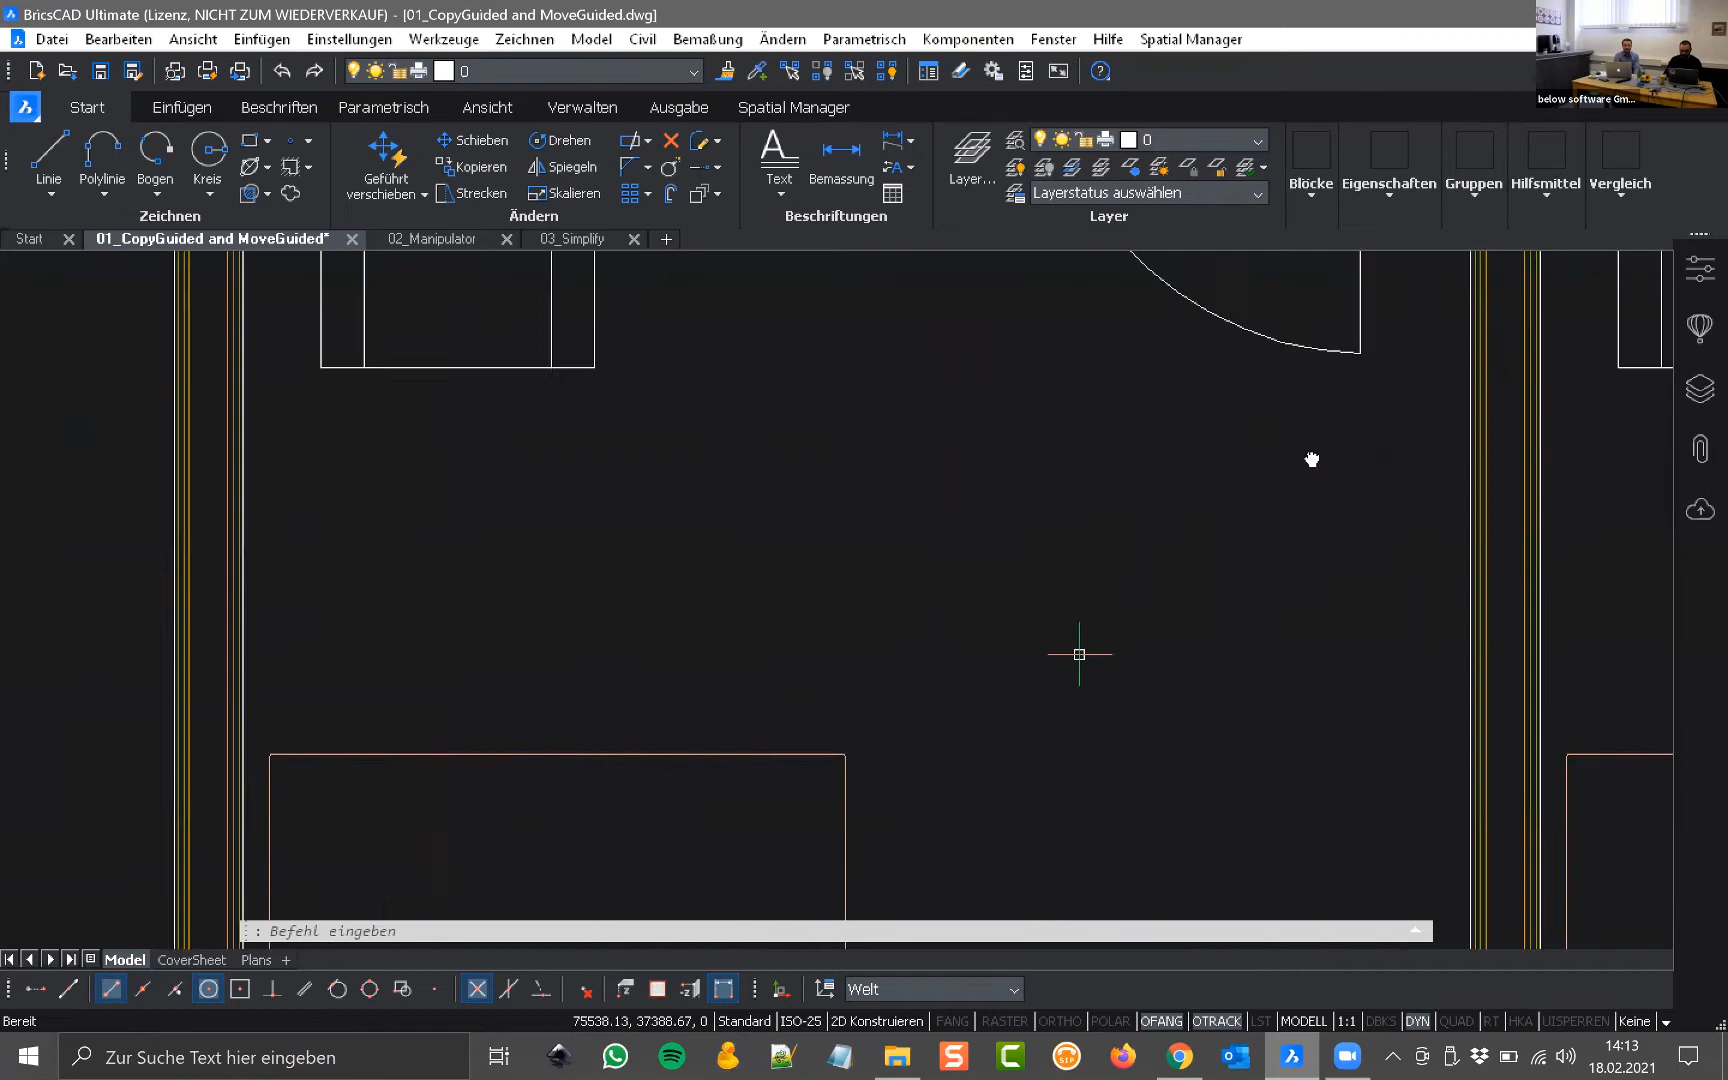 BricsCAD Ultimate (Lizenz, NICHT ZUM WIEDERVERKAUF) - [01_CopyGuided and MoveGuided.dwg]
Datei Bearbeiten Ansicht Einfügen Einstellungen Werkzeuge Zeichnen Model Civil Bemaßung Ändern Parametrisch Komponenten Fenster Hilfe Spatial Manager
0
below software Gm...
Start Einfügen Beschriften Parametrisch Ansicht Verwalten Ausgabe Spatial Manager
Schieben Drehen 0
Kopieren Spiegeln
Linie Polylinie Bogen Kreis Geführt verschieben Text Bemassung Layer... Blöcke Eigenschaften Gruppen Hilfsmittel Vergleich
Strecken Skalieren Layerstatus auswählen
Zeichnen Ändern Beschriftungen Layer
Start 01_CopyGuided and MoveGuided* 02_Manipulator 03_Simplify
: Befehl eingeben
Model CoverSheet Plans +
Welt
Bereit 75538.13, 37388.67, 0 Standard ISO-25 2D Konstruieren FANG RASTER ORTHO POLAR OFANG OTRACK LST MODELL 1:1 DBKS DYN QUAD RT HKA UISPERREN Keine
Zur Suche Text hier eingeben
14:13
18.02.2021